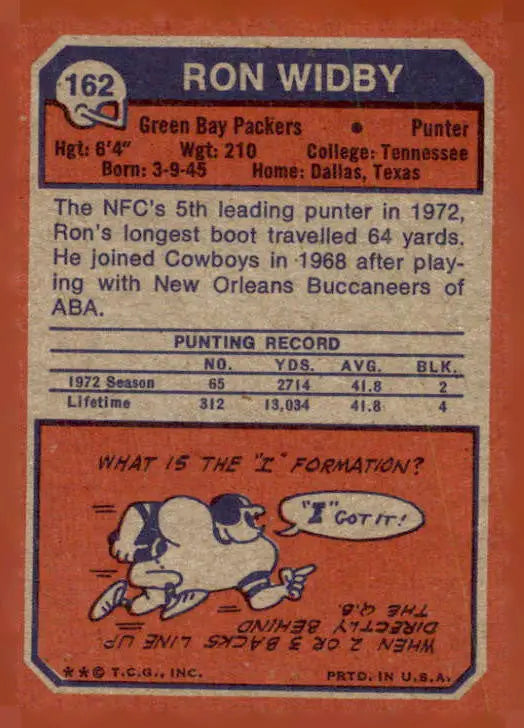 162
RON WIDBY
Green Bay Packers • Punter
Hgt: 6'4" Wgt: 210 College: Tennessee
Born: 3-9-45 Home: Dallas, Texas
The NFC's 5th leading punter in 1972,
Ron's longest boot travelled 64 yards.
He joined Cowboys in 1968 after play-
ing with New Orleans Buccaneers of
ABA.
PUNTING RECORD
NO. YDS. AVG. BLK.
1972 Season 65 2714 41.8 2
Lifetime 312 13,034 41.8 4
WHAT IS THE "I" FORMATION?
"I" GOT IT!
WHEN 2 OR 3 BACKS LINE UP
DIRECTLY BEHIND
THE Q.B.
**© T.C.G., INC. PRTD. IN U.S.A.